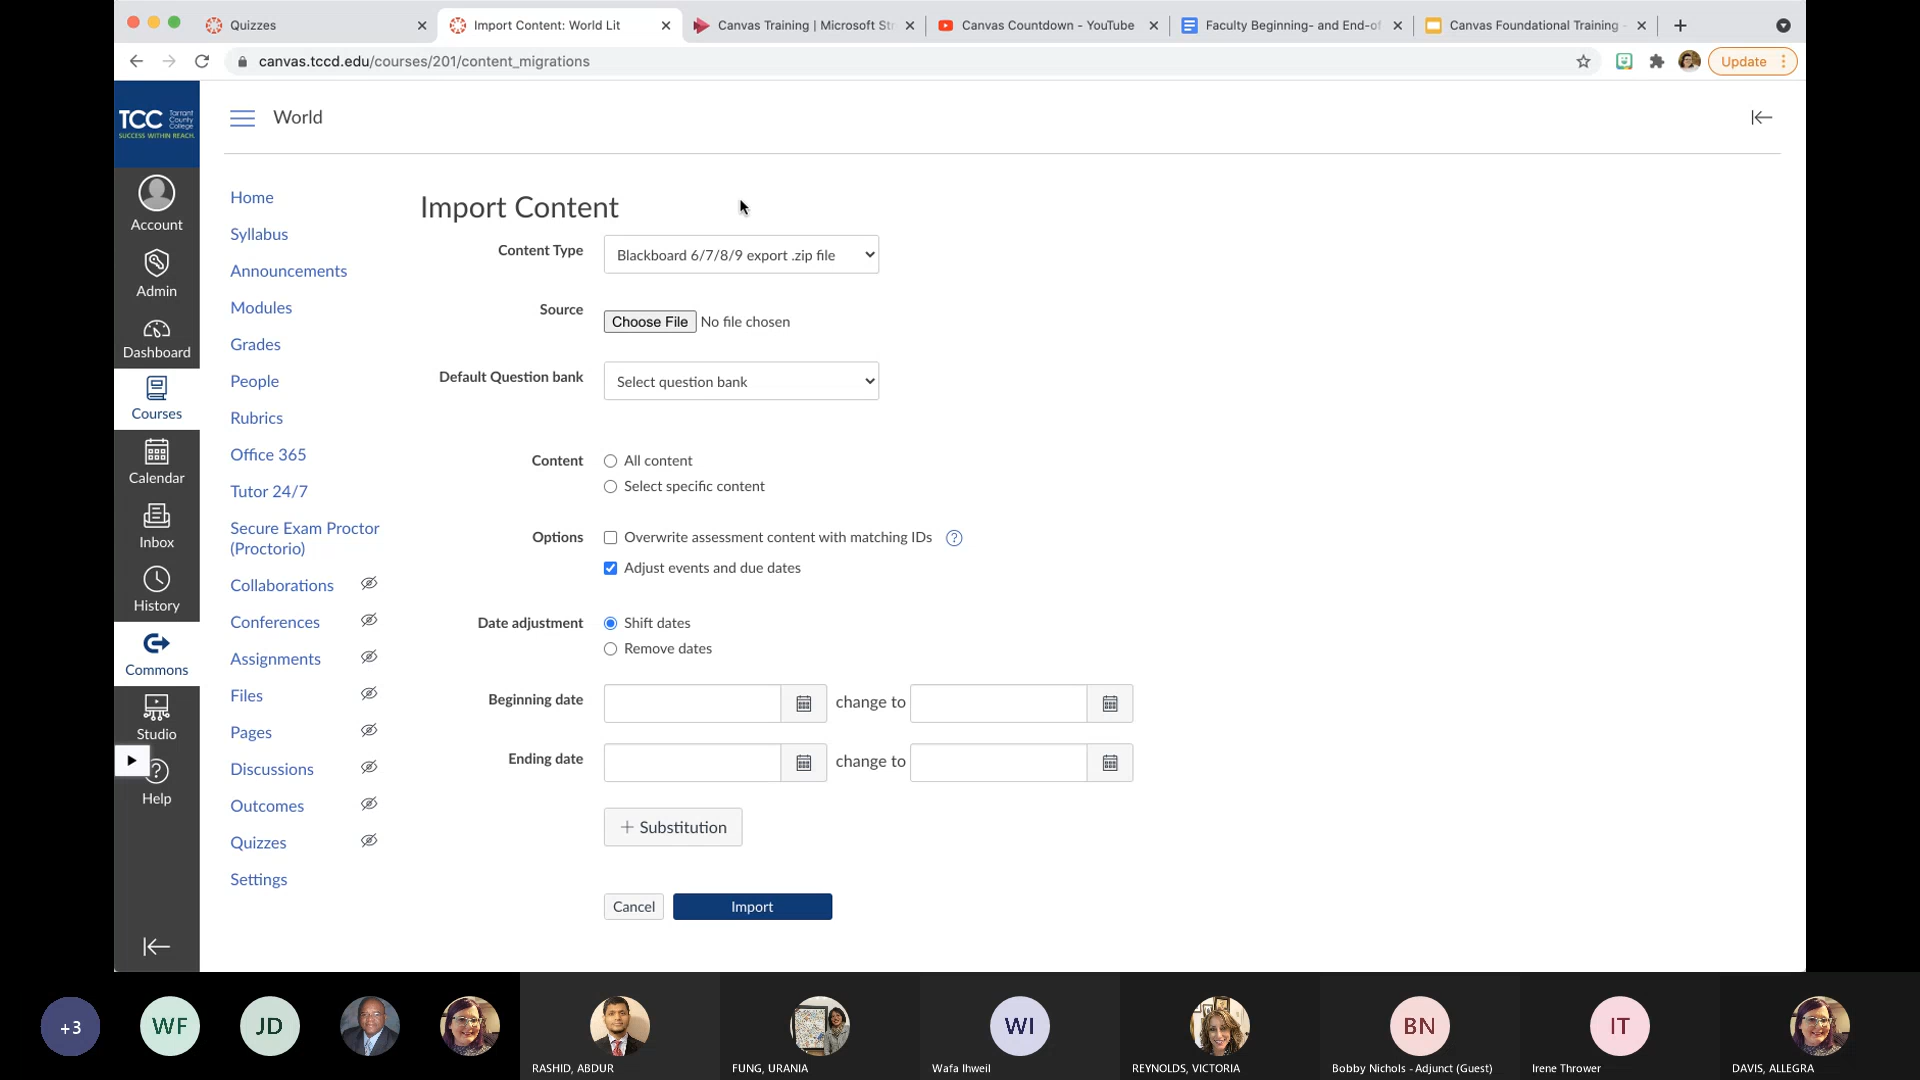 Quizzes
Import Content: World Lit
Canvas Training | Microsoft St
Canvas Countdown - YouTube
Faculty Beginning- and End-of
Canvas Foundational Training -
canvas.tccd.edu/courses/201/content_migrations
Update
TCC Tarrant County College
SUCCESS WITHIN REACH.
World
Account
Admin
Dashboard
Courses
Calendar
Inbox
History
Commons
Studio
Help
Home
Syllabus
Announcements
Modules
Grades
People
Rubrics
Office 365
Tutor 24/7
Secure Exam Proctor
(Proctorio)
Collaborations
Conferences
Assignments
Files
Pages
Discussions
Outcomes
Quizzes
Settings
Import Content
Content Type Blackboard 6/7/8/9 export .zip file
Source
Choose File No file chosen
Default Question bank Select question bank
Content All content
Select specific content
Options Overwrite assessment content with matching IDs ?
Adjust events and due dates
Date adjustment Shift dates
Remove dates
Beginning date change to
Ending date change to
+ Substitution
Cancel Import
+3
WF
JD
RASHID, ABDUR
FUNG, URANIA
WI
Wafa Ihweil
REYNOLDS, VICTORIA
BN
Bobby Nichols - Adjunct (Guest)
IT
Irene Thrower
DAVIS, ALLEGRA